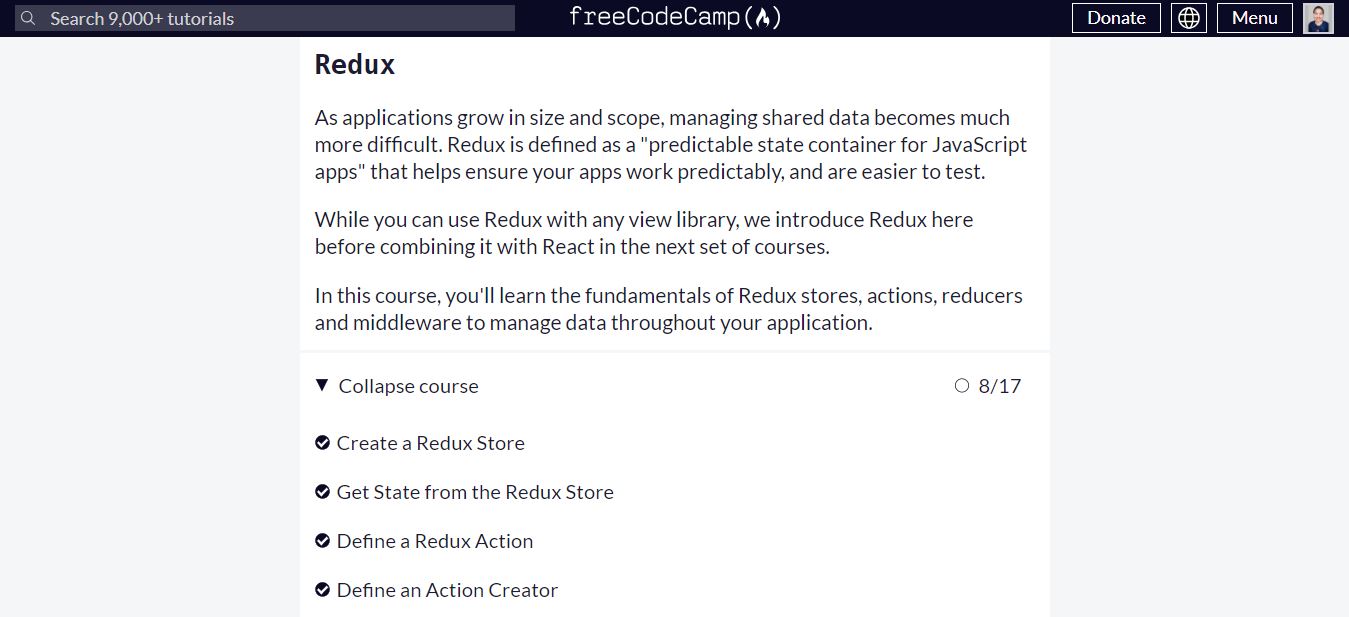 Search 9,000+ tutorials
freeCodeCamp
Donate
Menu
Redux
As applications grow in size and scope, managing shared data becomes much
more difficult. Redux is defined as a "predictable state container for JavaScript
apps" that helps ensure your apps work predictably, and are easier to test.
While you can use Redux with any view library, we introduce Redux here
before combining it with React in the next set of courses.
In this course, you'll learn the fundamentals of Redux stores, actions, reducers
and middleware to manage data throughout your application.
Collapse course
8/17
Create a Redux Store
Get State from the Redux Store
Define a Redux Action
Define an Action Creator